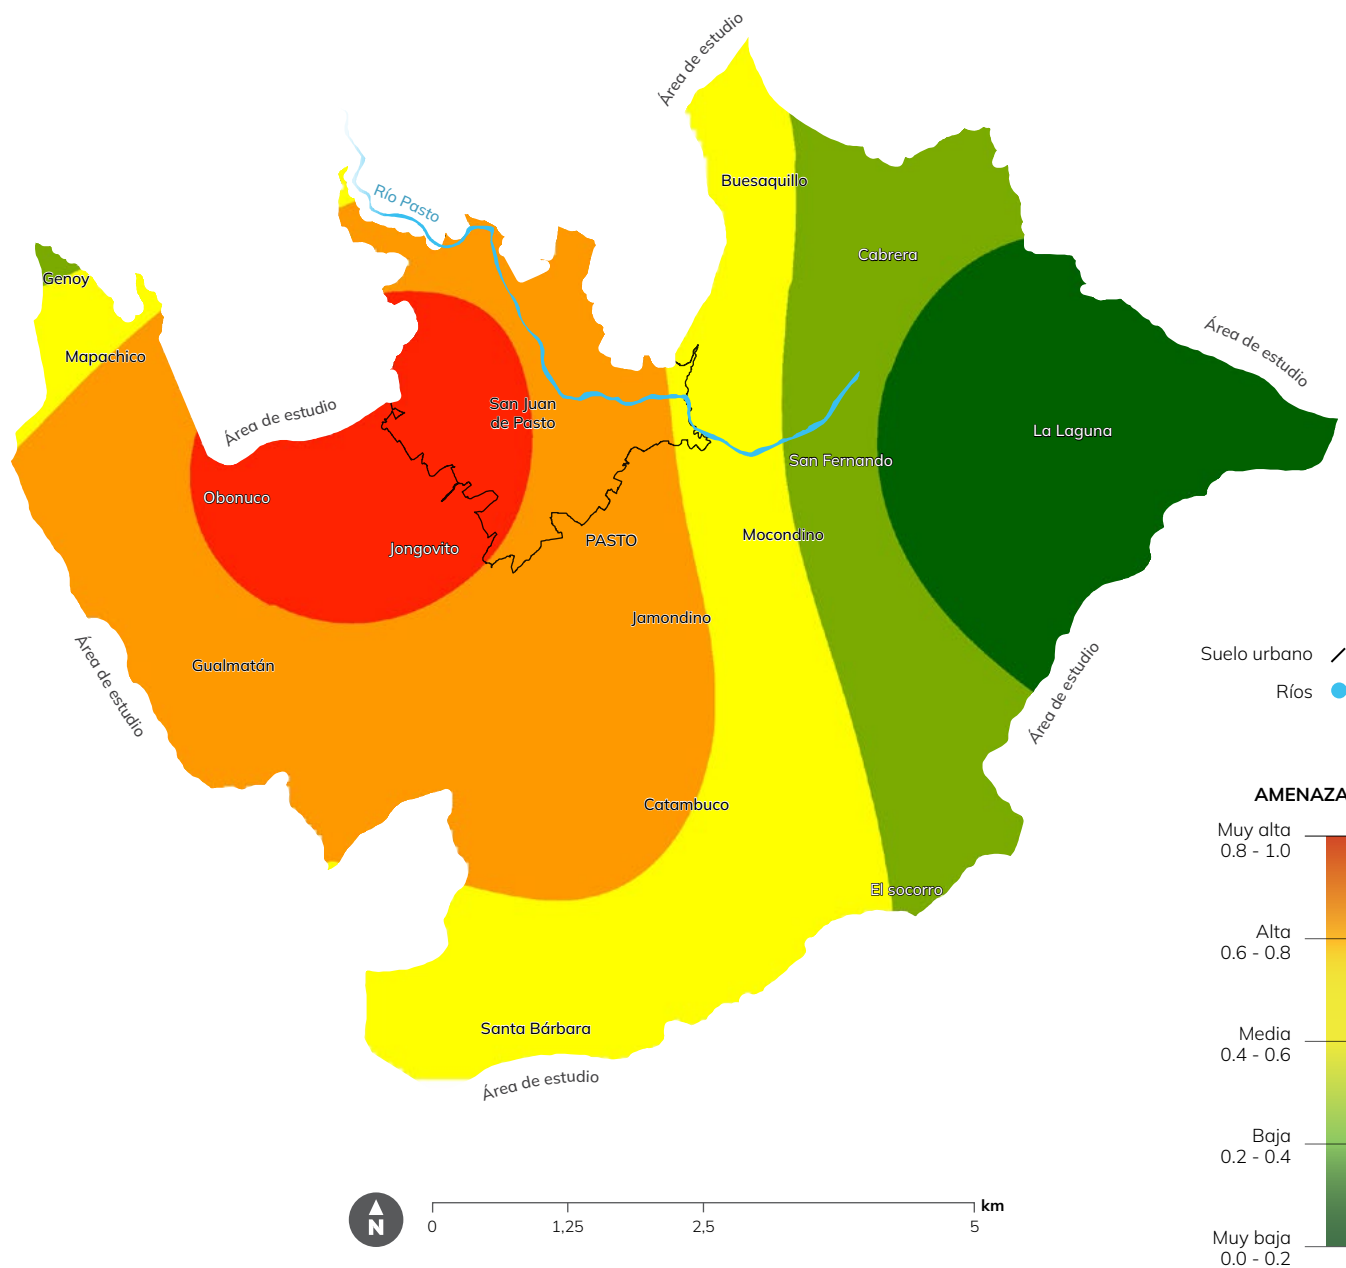 Área de estudio
Buesaquillo
Río Pasto
Cabrera
Genoy
Mapachico
Área de estudio
Área de estudio
San Juan
de Pasto
La Laguna
San Fernando
Obonuco
Jongovito
PASTO
Mocondino
Jamondino
Gualmatán
Área de estudio
Área de estudio
Suelo urbano
Ríos
Catambuco
El socorro
Santa Bárbara
Área de estudio
AMENAZA
Muy alta
0.8 - 1.0
Alta
0.6 - 0.8
Media
0.4 - 0.6
Baja
0.2 - 0.4
Muy baja
0.0 - 0.2
N
km
0 1,25 2,5 5